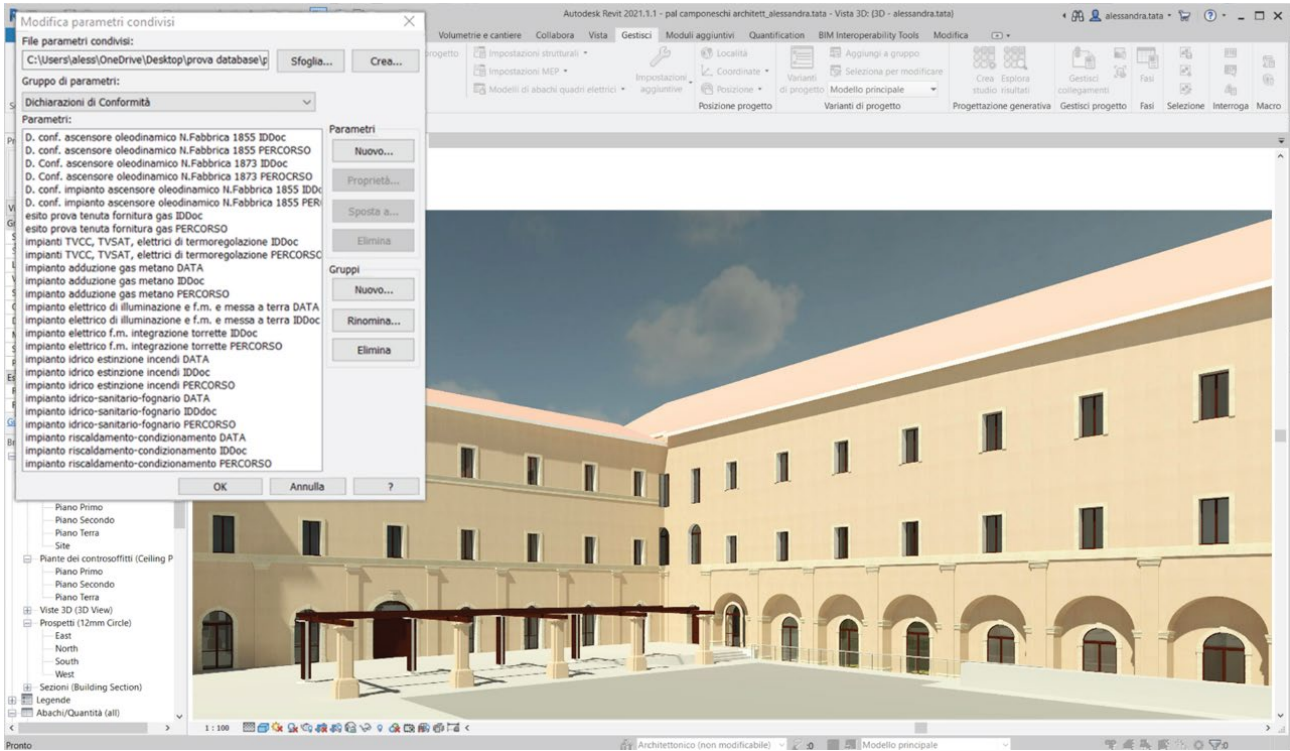 Modifica parametri condivisi
File parametri condivisi:
C:\Users\aless\OneDrive\Desktop\prova database\p
Sfoglia...
Crea...
Gruppo di parametri:
Dichiarazioni di Conformità
Parametri:
D. conf. ascensore oleodinamico N.Fabbrica 1855 IDDoc
D. conf. ascensore oleodinamico N.Fabbrica 1855 PERCORSO
D. Conf. ascensore oleodinamico N.Fabbrica 1873 IDDoc
D. Conf. ascensore oleodinamico N.Fabbrica 1873 PEROCRSO
D. conf. impianto ascensore oleodinamico N.Fabbrica 1855 IDDo
D. conf. impianto ascensore oleodinamico N.Fabbrica 1855 PER
esito prova tenuta fornitura gas IDDoc
esito prova tenuta fornitura gas PERCORSO
impianti TVCC, TVSAT, elettrici di termoregolazione IDDoc
impianti TVCC, TVSAT, elettrici di termoregolazione PERCORSO
impianto adduzione gas metano DATA
impianto adduzione gas metano IDDoc
impianto adduzione gas metano PERCORSO
impianto elettrico di illuminazione e f.m. e messa a terra DATA
impianto elettrico di illuminazione e f.m. e messa a terra IDDoc
impianto elettrico f.m. integrazione torrette IDDoc
impianto elettrico f.m. integrazione torrette PERCORSO
impianto idrico estinzione incendi DATA
impianto idrico estinzione incendi IDDoc
impianto idrico estinzione incendi PERCORSO
impianto idrico-sanitario-fognario DATA
impianto idrico-sanitario-fognario IDDdoc
impianto idrico-sanitario-fognario PERCORSO
impianto riscaldamento-condizionamento DATA
impianto riscaldamento-condizionamento IDDoc
impianto riscaldamento-condizionamento PERCORSO
Parametri
Nuovo...
Proprietà...
Sposta a...
Elimina
Gruppi
Nuovo...
Rinomina...
Elimina
OK
Annulla
?
Autodesk Revit 2021.1.1 - pal camponeschi architett_alessandra.tata - Vista 3D: {3D - alessandra.tata}
alessandra.tata
Volumetrie e cantiere Collabora Vista Gestisci Moduli aggiuntivi Quantification BIM Interoperability Tools Modifica
progetto
Impostazioni strutturali
Impostazioni MEP
Modelli di abachi quadri elettrici
Impostazioni aggiuntive
Località
Coordinate
Posizione
Posizione progetto
Varianti di progetto
Aggiungi a gruppo
Seleziona per modificare
Modello principale
Varianti di progetto
Crea studio
Esplora risultati
Progettazione generativa
Gestisci collegamenti
Gestisci progetto
Fasi
Fasi
Selezione
Interroga
Macro
Piano Primo
Piano Secondo
Piano Terra
Site
Piante dei controsoffitti (Ceiling P
Piano Primo
Piano Secondo
Piano Terra
Viste 3D (3D View)
Prospetti (12mm Circle)
East
North
South
West
Sezioni (Building Section)
Legende
Abachi/Quantità (all)
1 : 100
Pronto
Architettonico (non modificabile)
:0
Modello principale
:0